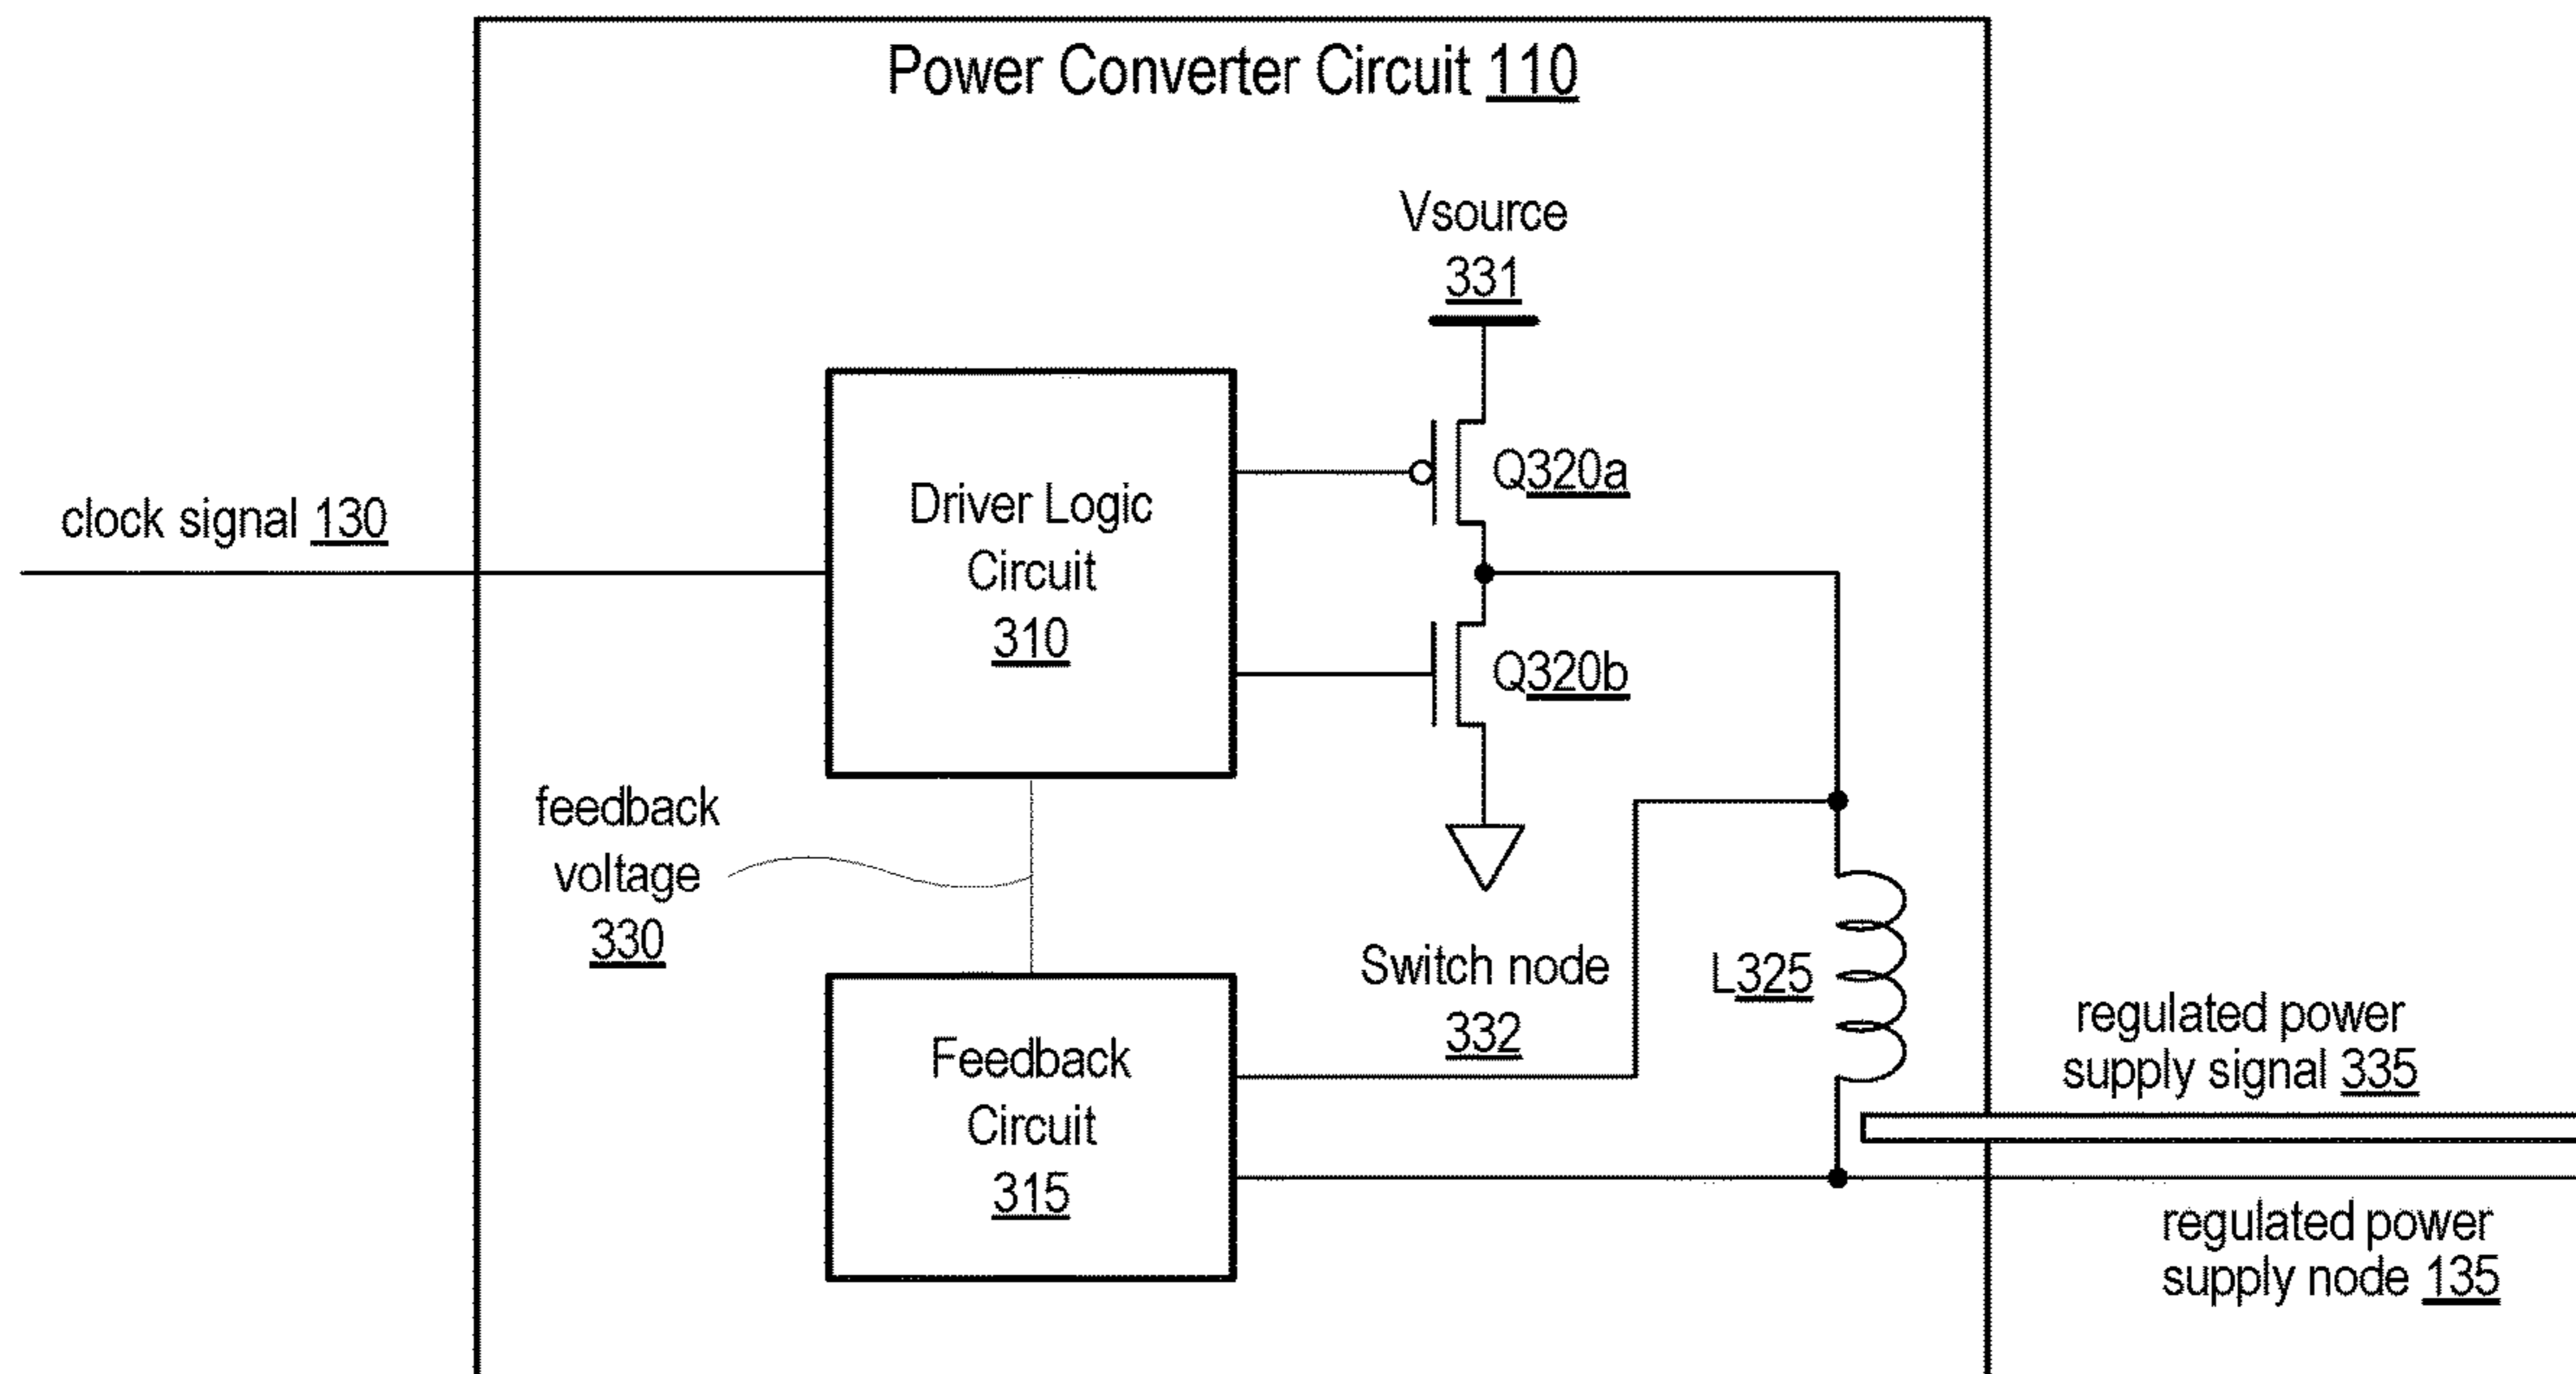 Power Converter Circuit 110
Vsource
331
Q320a
clock signal 130
Driver Logic
Circuit
310
Q320b
feedback
voltage
330
Switch node
332
L325
Feedback
Circuit
315
regulated power
supply signal 335
regulated power
supply node 135